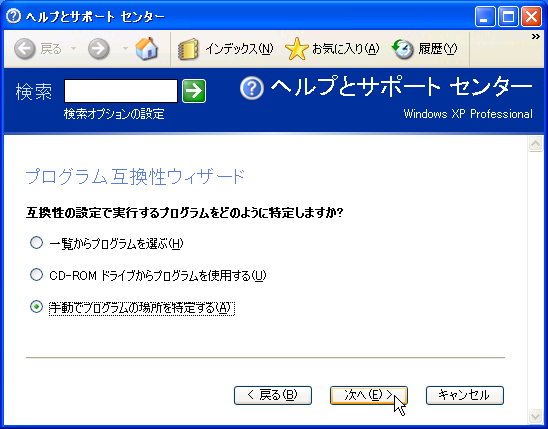 ヘルプとサポート センター
戻る インデックス(N) お気に入り(A) 履歴(Y) »
検索 ヘルプとサポート センター
検索オプションの設定 Windows XP Professional
プログラム互換性ウィザード
互換性の設定で実行するプログラムをどのように特定しますか?
一覧からプログラムを選ぶ(H)
CD-ROM ドライブからプログラムを使用する(U)
手動でプログラムの場所を特定する(A)
< 戻る(B) 次へ(E) > キャンセル